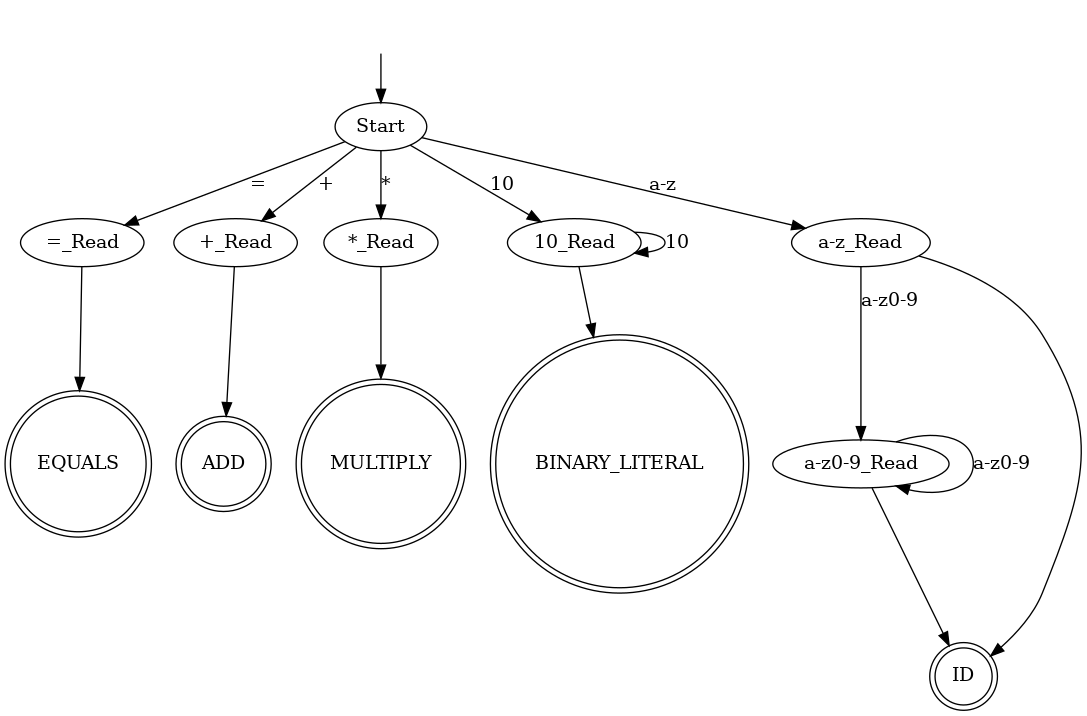 Start
=
+
*
10
a-z
=_Read
+_Read
*_Read
10_Read
10
a-z_Read
a-z0-9
EQUALS
ADD
MULTIPLY
BINARY_LITERAL
a-z0-9_Read
a-z0-9
ID